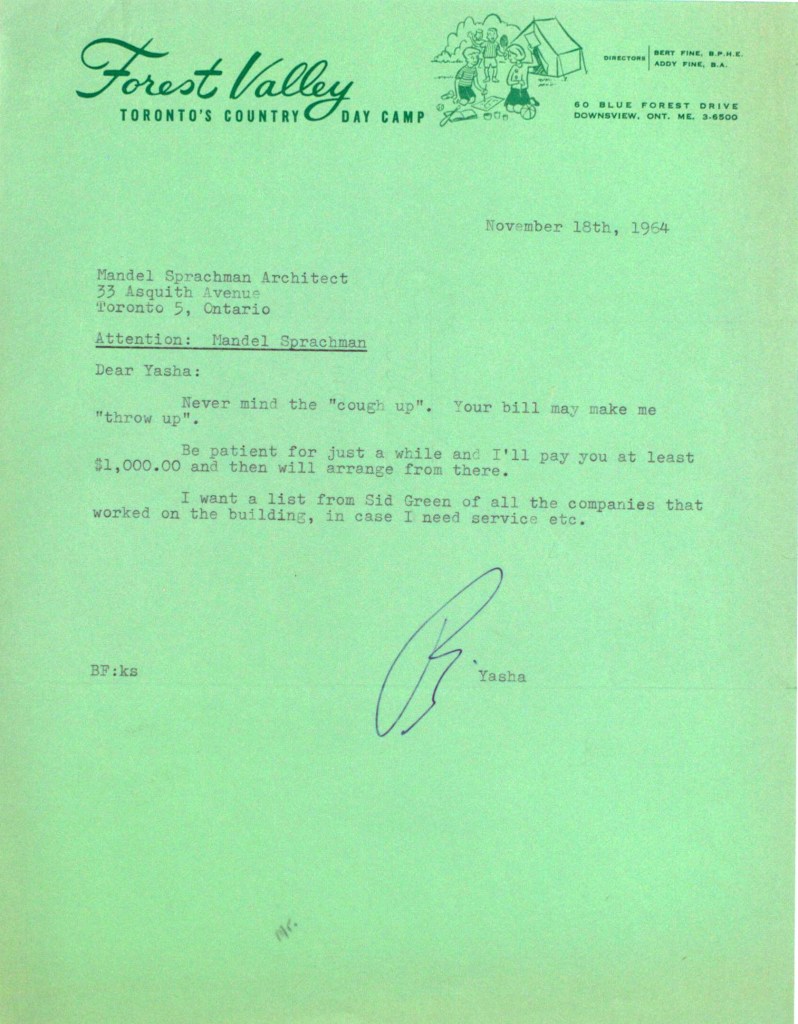 Forest Valley
TORONTO'S COUNTRY DAY CAMP
DIRECTORS
BERT FINE, B.P.H.E.
ADDY FINE, B.A.
60 BLUE FOREST DRIVE
DOWNSVIEW, ONT. ME. 3-6500
November 18th, 1964
Mandel Sprachman Architect
33 Asquith Avenue
Toronto 5, Ontario
Attention: Mandel Sprachman
Dear Yasha:
Never mind the "cough up". Your bill may make me
"throw up".
Be patient for just a while and I'll pay you at least
$1,000.00 and then will arrange from there.
I want a list from Sid Green of all the companies that
worked on the building, in case I need service etc.
BF:ks
Yasha